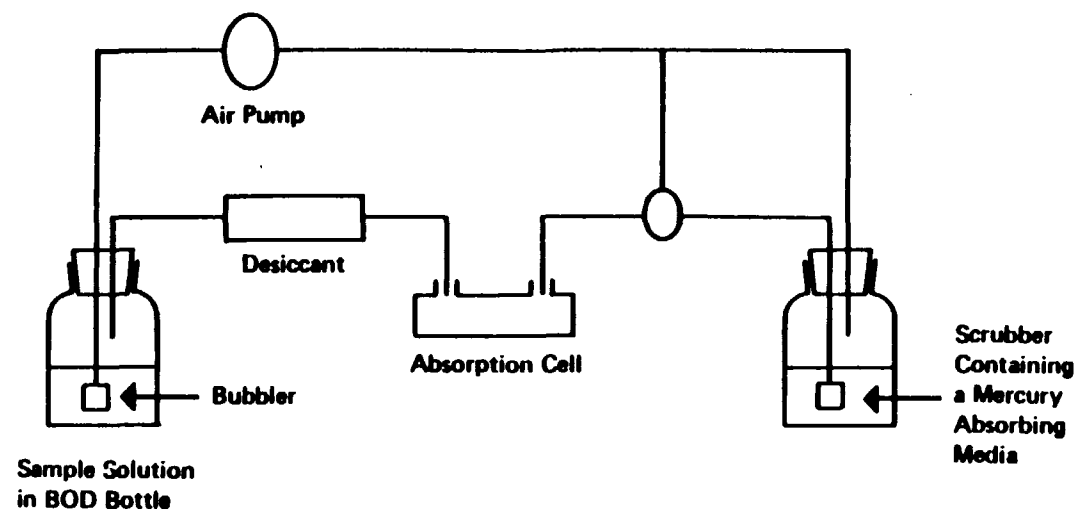 Air Pump
Desiccant
Absorption Cell
Bubbler
Sample Solution
in BOD Bottle
Scrubber
Containing
a Mercury
Absorbing
Media